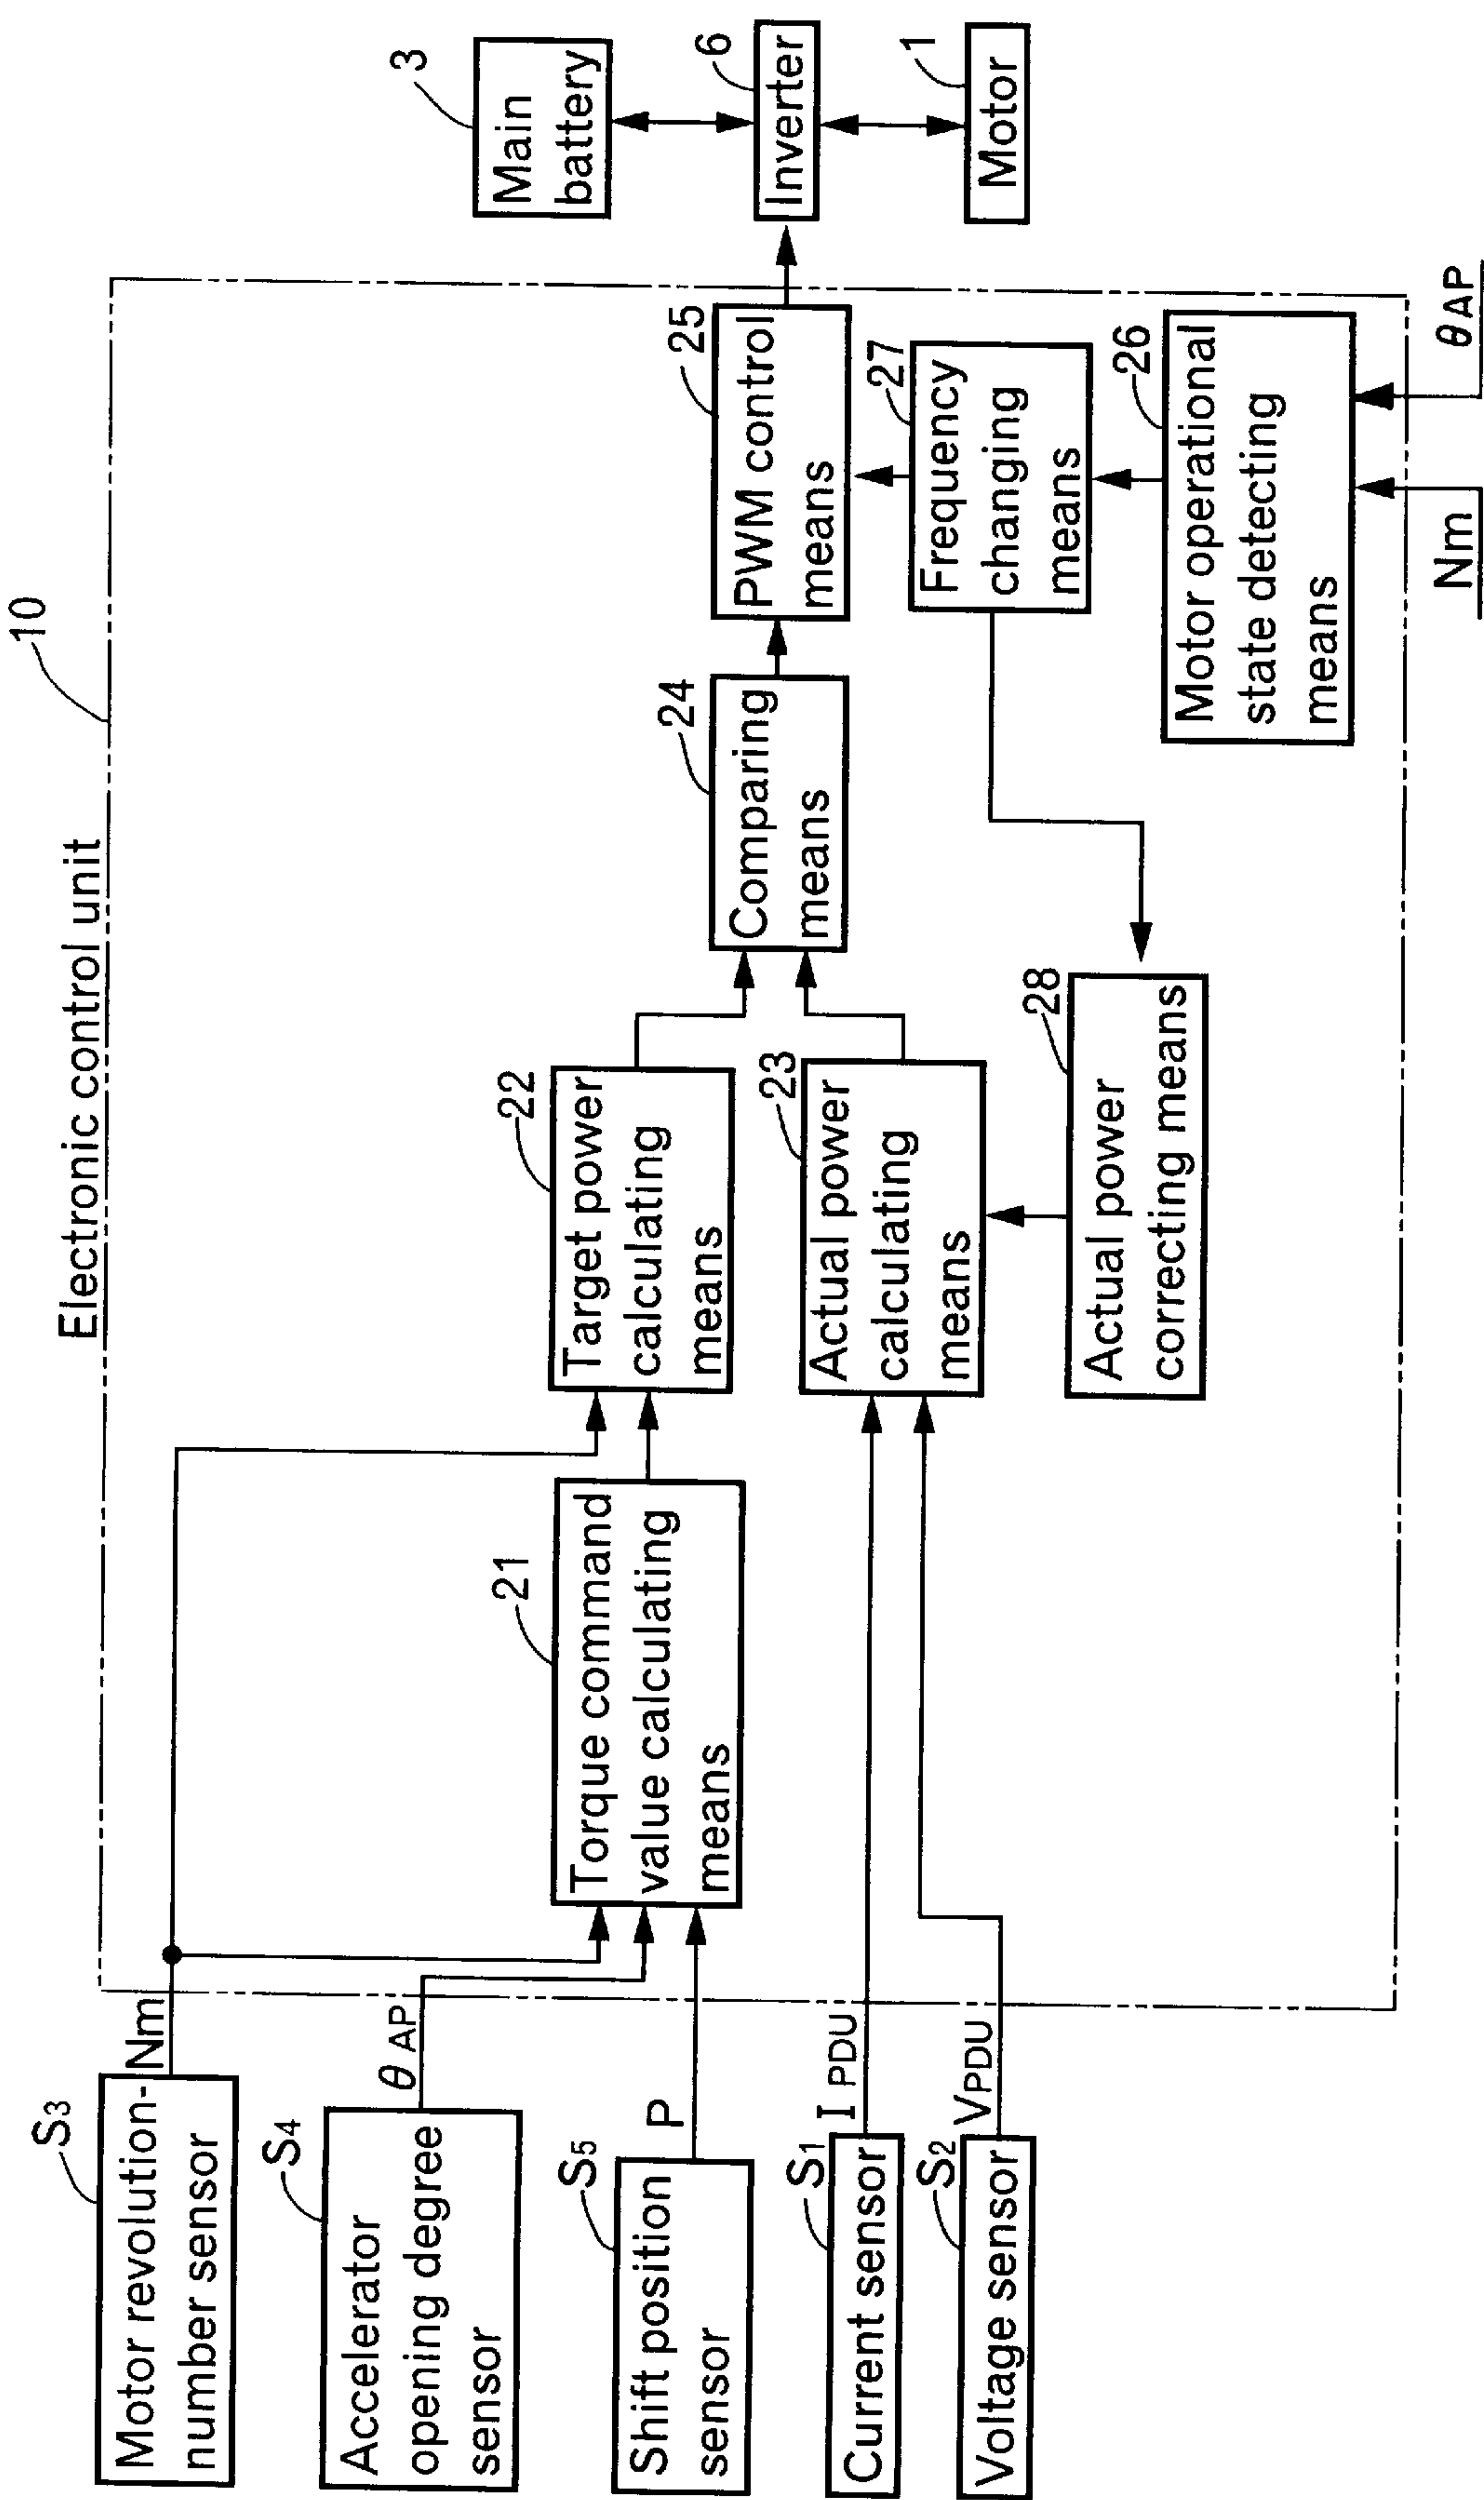 Electronic control unit
10
S3
Motor revolution-
number sensor
Nm
S4
Accelerator
opening degree
sensor
θAP
S5
Shift position
sensor
P
S1
Current sensor
IPDU
S2
Voltage sensor
VPDU
21
Torque command
value calculating
means
22
Target power
calculating
means
23
Actual power
calculating
means
28
Actual power
correcting means
24
Comparing
means
25
PWM control
means
27
Frequency
changing
means
26
Motor operational
state detecting
means
Nm
θAP
3
Main
battery
6
Inverter
1
Motor